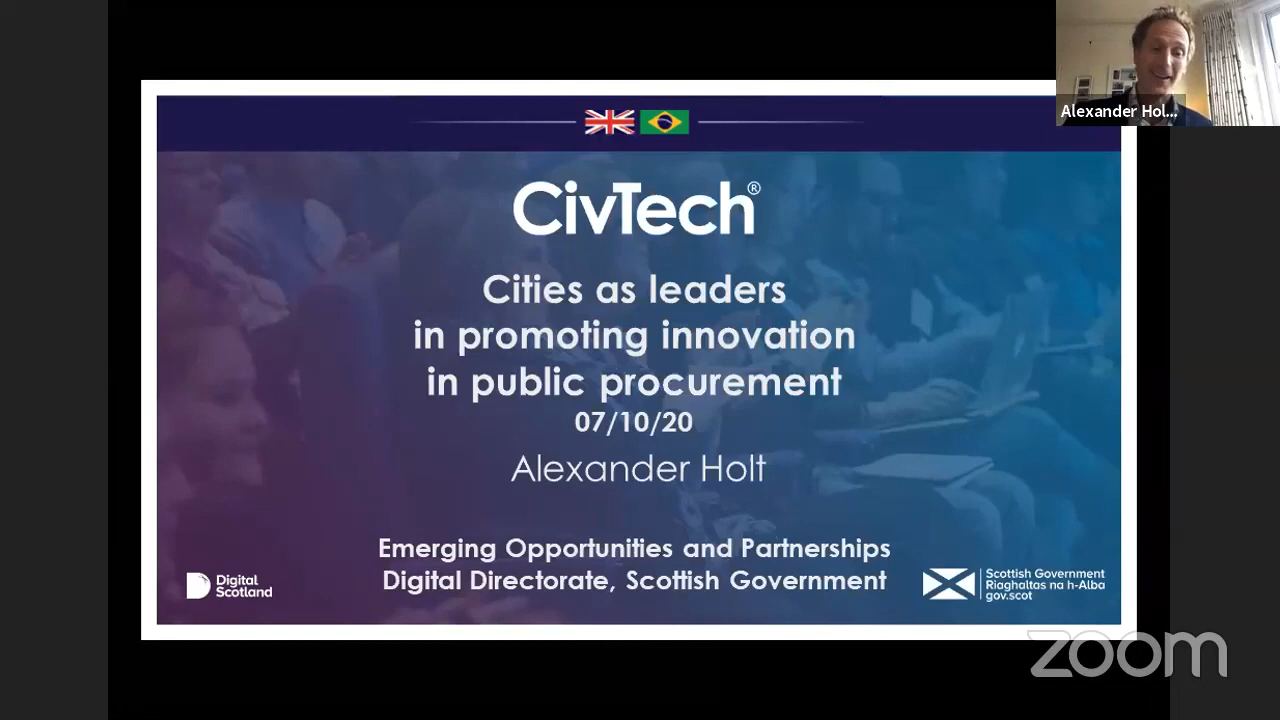 Alexander Hol...
CivTech®
Cities as leaders
in promoting innovation
in public procurement
07/10/20
Alexander Holt
Emerging Opportunities and Partnerships
Digital Directorate, Scottish Government
Digital
Scotland
Scottish Government
Riaghaltas na h-Alba
gov.scot
zoom